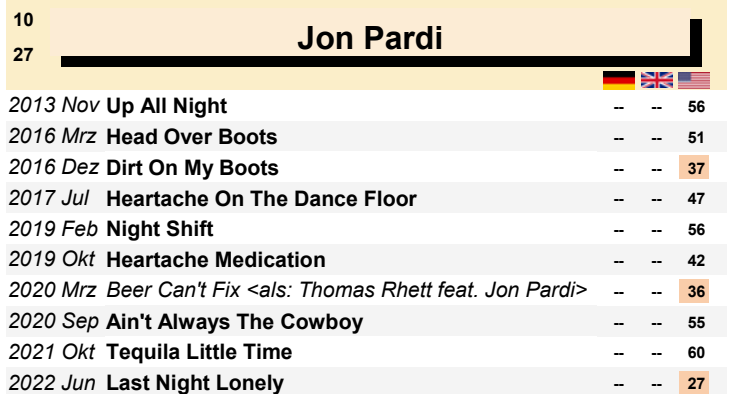 10
Jon Pardi
27
2013 Nov Up All Night -- -- 56
2016 Mrz Head Over Boots -- -- 51
2016 Dez Dirt On My Boots -- -- 37
2017 Jul Heartache On The Dance Floor -- -- 47
2019 Feb Night Shift -- -- 56
2019 Okt Heartache Medication -- -- 42
2020 Mrz Beer Can't Fix <als: Thomas Rhett feat. Jon Pardi> -- -- 36
2020 Sep Ain't Always The Cowboy -- -- 55
2021 Okt Tequila Little Time -- -- 60
2022 Jun Last Night Lonely -- -- 27